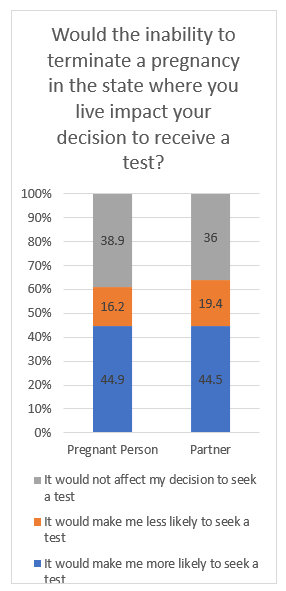 Would the inability to
terminate a pregnancy
in the state where you
live impact your
decision to receive a
test?
100%
90%
80%
70%
60%
50%
40%
30%
20%
10%
0%
38.9
36
16.2
19.4
44.9
44.5
Pregnant Person
Partner
It would not affect my decision to seek
a test
It would make me less likely to seek a
test
It would make me more likely to seek a
test